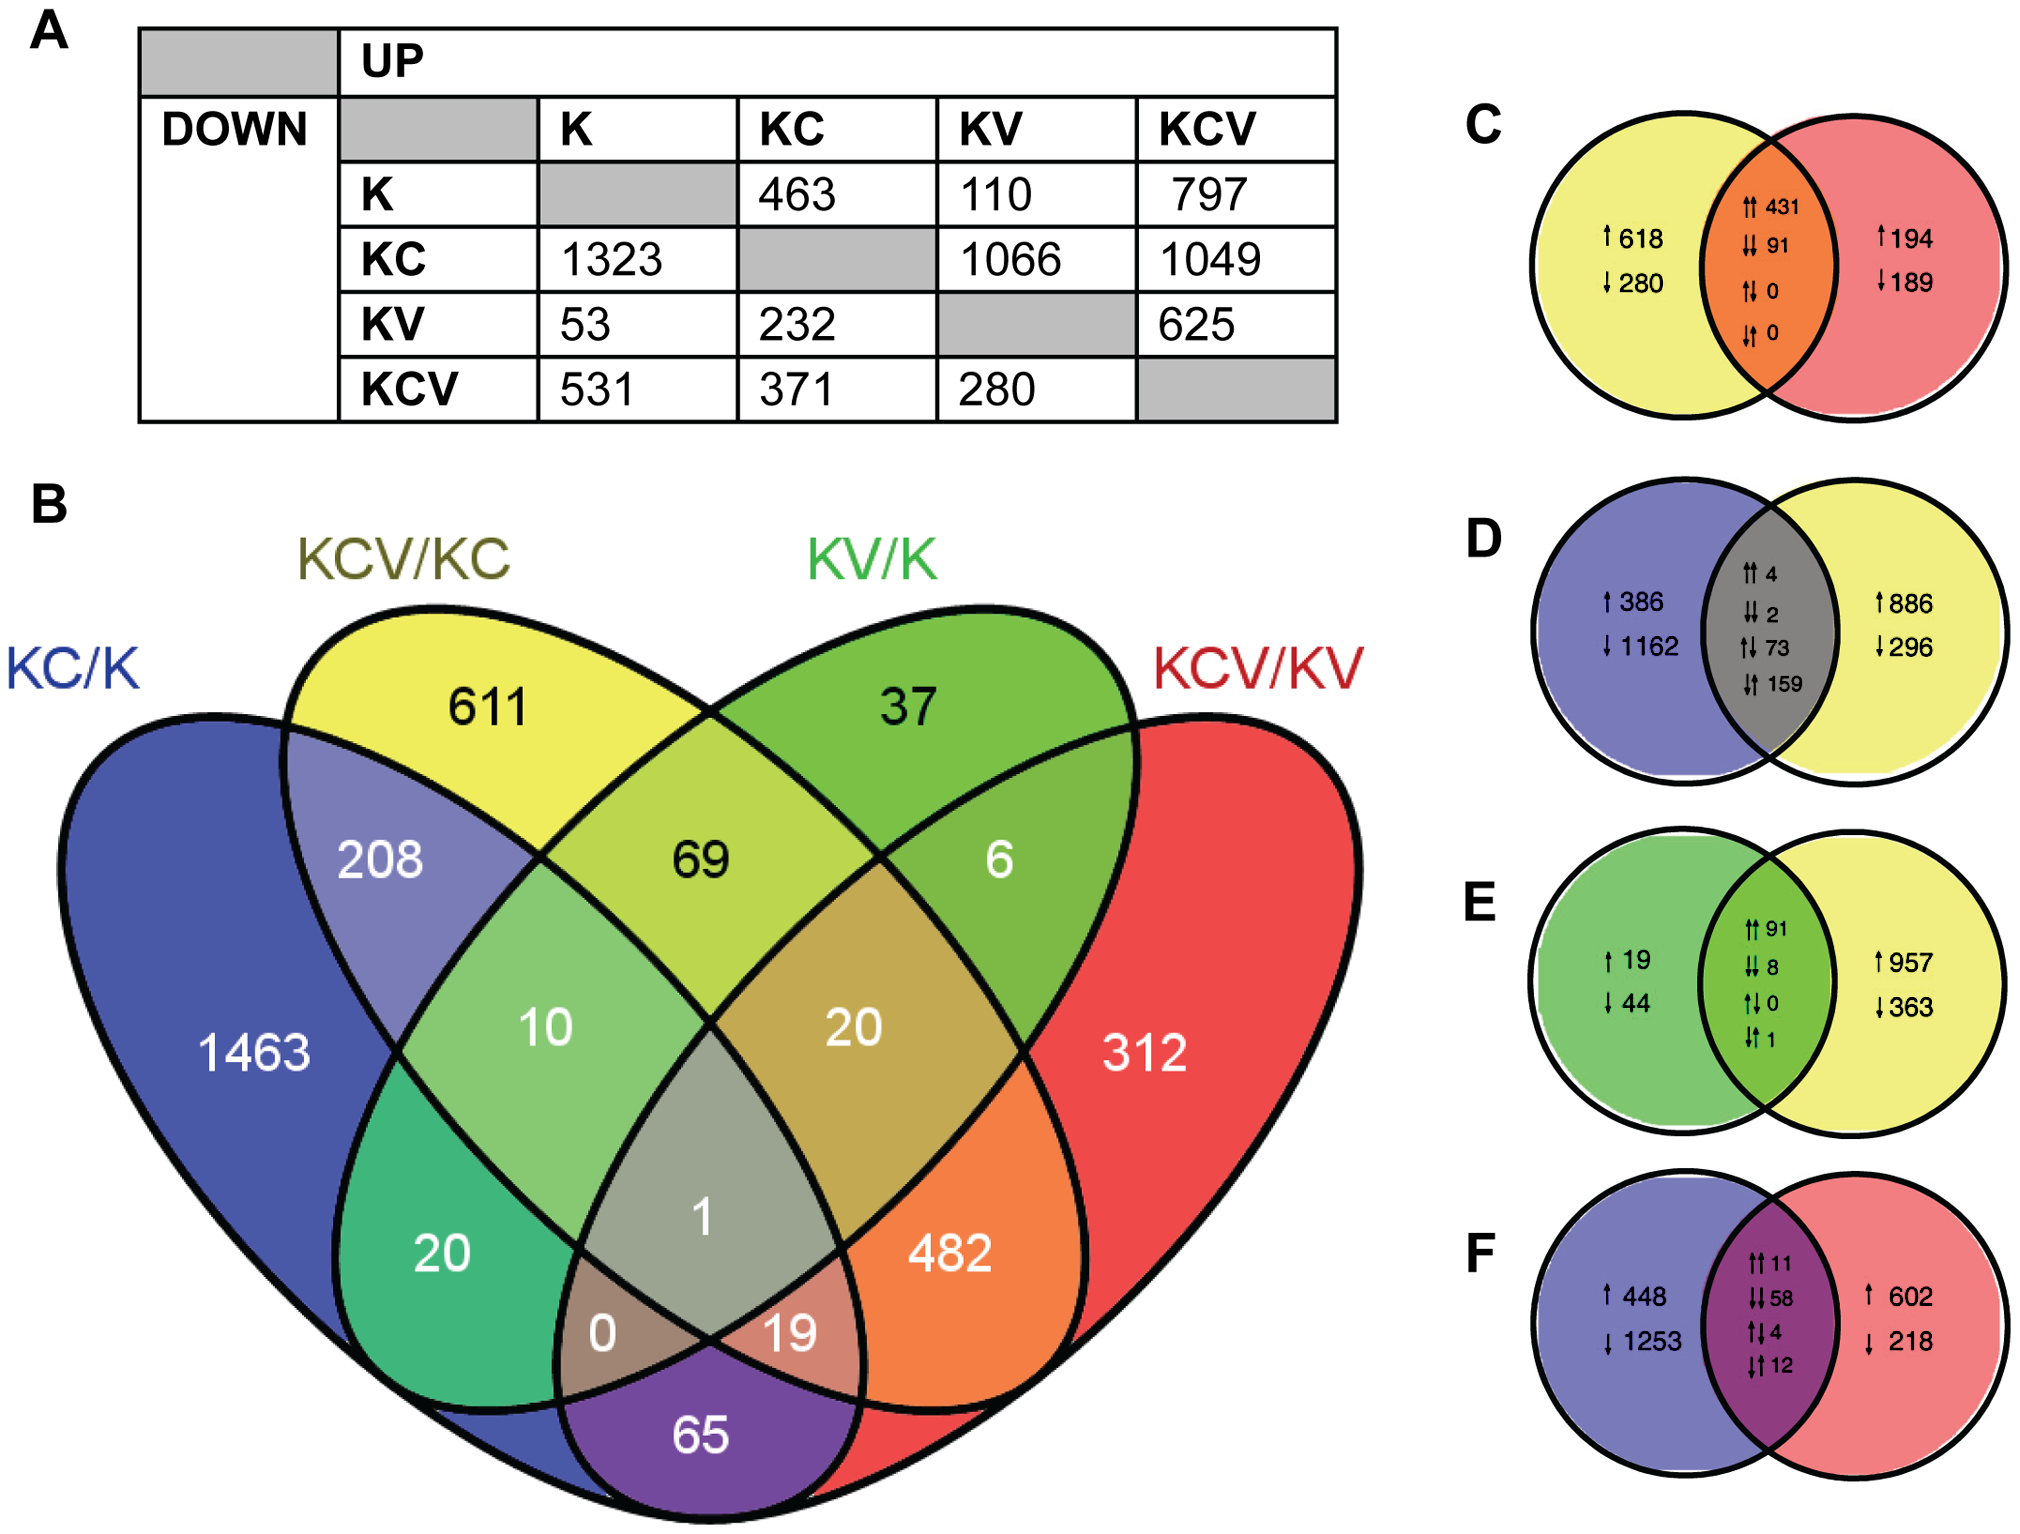 A
UP
DOWN K KC KV KCV
K 463 110 797
KC 1323 1066 1049
KV 53 232 625
KCV 531 371 280
B
KCV/KC KV/K
KC/K KCV/KV
611 37
208 69 6
1463 10 20 312
20 1 482
0 19
65
C
↑618 ↑↑ 431 ↑194
↓280 ↓↓ 91 ↓189
↑↓ 0
↓↑ 0
D
↑ 386 ↑↑ 4 ↑886
↓ 1162 ↓↓ 2 ↓296
↑↓ 73
↓↑ 159
E
↑ 19 ↑↑ 91 ↑957
↓ 44 ↓↓ 8 ↓363
↑↓ 0
↓↑ 1
F
↑ 448 ↑↑ 11 ↑ 602
↓ 1253 ↓↓ 58 ↓ 218
↑↓ 4
↓↑ 12